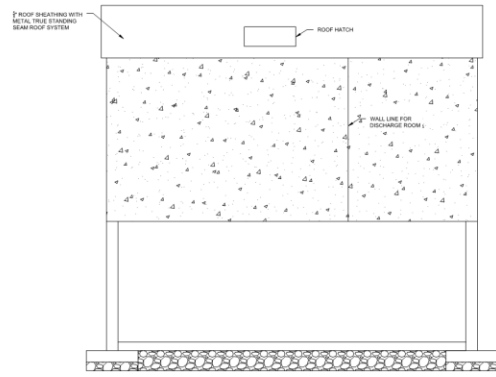 ROOF SHEATHING WITH
METAL TRUE STANDING
SEAM ROOF SYSTEM
ROOF HATCH
WALL LINE FOR
DISCHARGE ROOM